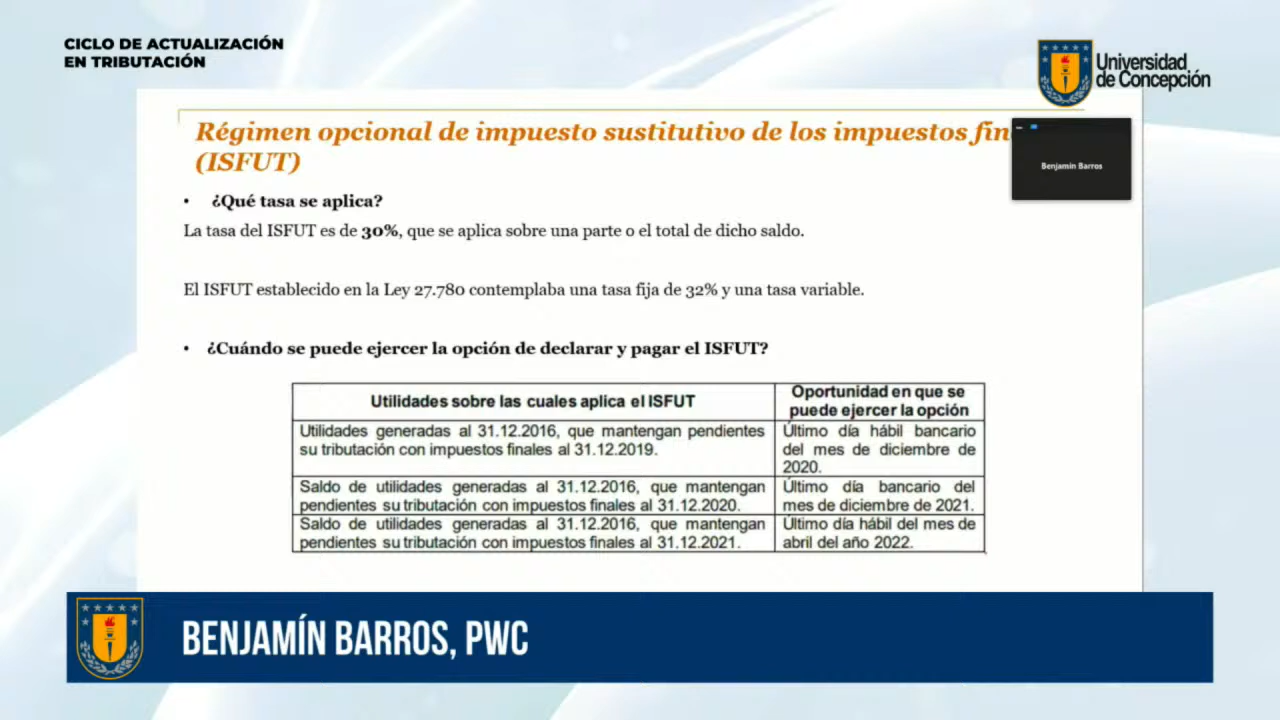 CICLO DE ACTUALIZACIÓN
EN TRIBUTACIÓN
Universidad
de Concepción
Régimen opcional de impuesto sustitutivo de los impuestos fin
(ISFUT)
Benjamín Barros
• ¿Qué tasa se aplica?
La tasa del ISFUT es de 30%, que se aplica sobre una parte o el total de dicho saldo.
El ISFUT establecido en la Ley 27.780 contemplaba una tasa fija de 32% y una tasa variable.
• ¿Cuándo se puede ejercer la opción de declarar y pagar el ISFUT?
Utilidades sobre las cuales aplica el ISFUT
Oportunidad en que se
puede ejercer la opción
Utilidades generadas al 31.12.2016, que mantengan pendientes
su tributación con impuestos finales al 31.12.2019.
Último día hábil bancario
del mes de diciembre de
2020.
Saldo de utilidades generadas al 31.12.2016, que mantengan
pendientes su tributación con impuestos finales al 31.12.2020.
Último día bancario del
mes de diciembre de 2021.
Saldo de utilidades generadas al 31.12.2016, que mantengan
pendientes su tributación con impuestos finales al 31.12.2021.
Último día hábil del mes de
abril del año 2022.
BENJAMÍN BARROS, PWC